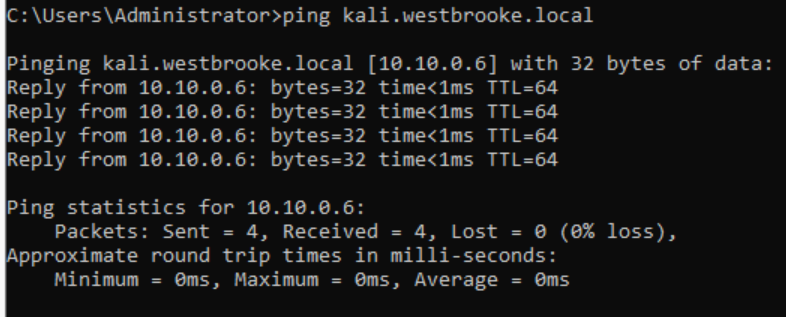 C:\Users\Administrator>ping kali.westbrooke.local
Pinging kali.westbrooke.local [10.10.0.6] with 32 bytes of data:
Reply from 10.10.0.6: bytes=32 time<1ms TTL=64
Reply from 10.10.0.6: bytes=32 time<1ms TTL=64
Reply from 10.10.0.6: bytes=32 time<1ms TTL=64
Reply from 10.10.0.6: bytes=32 time<1ms TTL=64
Ping statistics for 10.10.0.6:
    Packets: Sent = 4, Received = 4, Lost = 0 (0% loss),
Approximate round trip times in milli-seconds:
    Minimum = 0ms, Maximum = 0ms, Average = 0ms